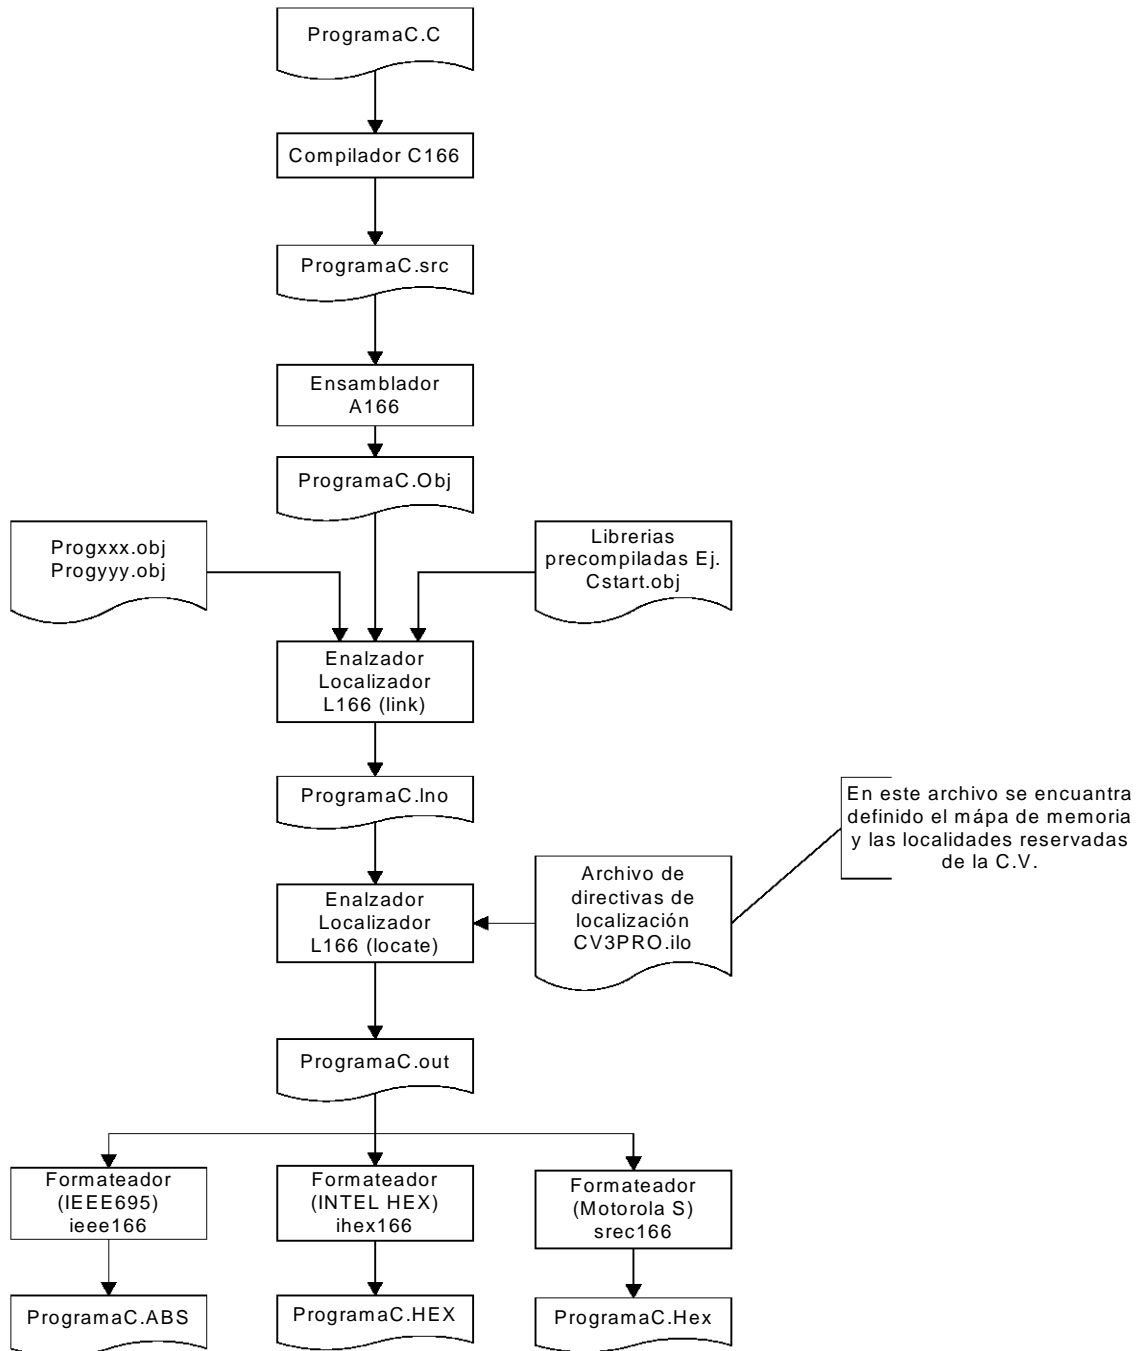 ProgramaC.C
Compilador C166
ProgramaC.src
Ensamblador
A166
ProgramaC.Obj
Progxxx.obj
Progyyy.obj
Librerias
precompiladas Ej.
Cstart.obj
Enalzador
Localizador
L166 (link)
ProgramaC.lno
En este archivo se encuantra
definido el mápa de memoria
y las localidades reservadas
de la C.V.
Archivo de
directivas de
localización
CV3PRO.ilo
Enalzador
Localizador
L166 (locate)
ProgramaC.out
Formateador
(IEEE695)
ieee166
Formateador
(INTEL HEX)
ihex166
Formateador
(Motorola S)
srec166
ProgramaC.ABS
ProgramaC.HEX
ProgramaC.Hex